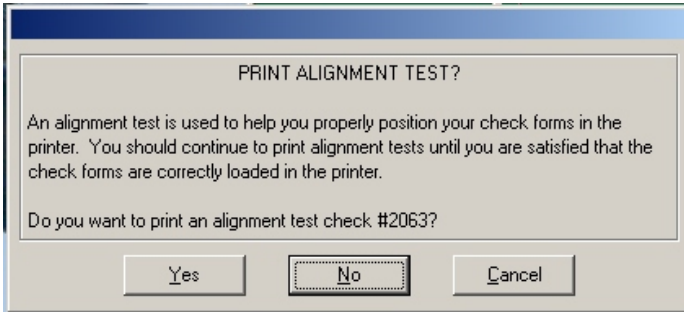 PRINT ALIGNMENT TEST?
An alignment test is used to help you properly position your check forms in the
printer.  You should continue to print alignment tests until you are satisfied that the
check forms are correctly loaded in the printer.
Do you want to print an alignment test check #2063?
Yes No Cancel